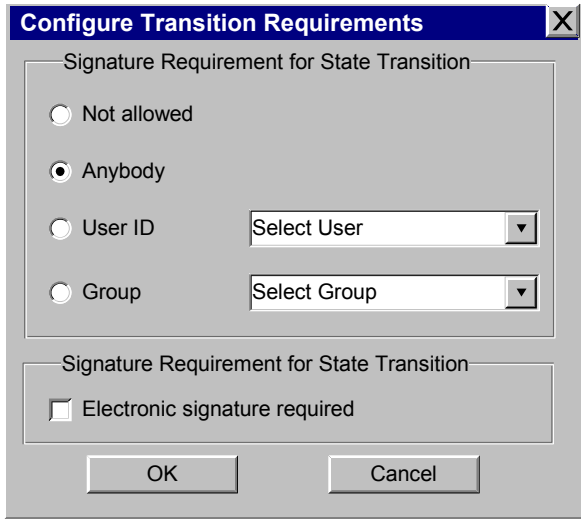 Configure Transition Requirements X
Signature Requirement for State Transition
Not allowed
Anybody
User ID Select User
Group Select Group
Signature Requirement for State Transition
Electronic signature required
OK Cancel